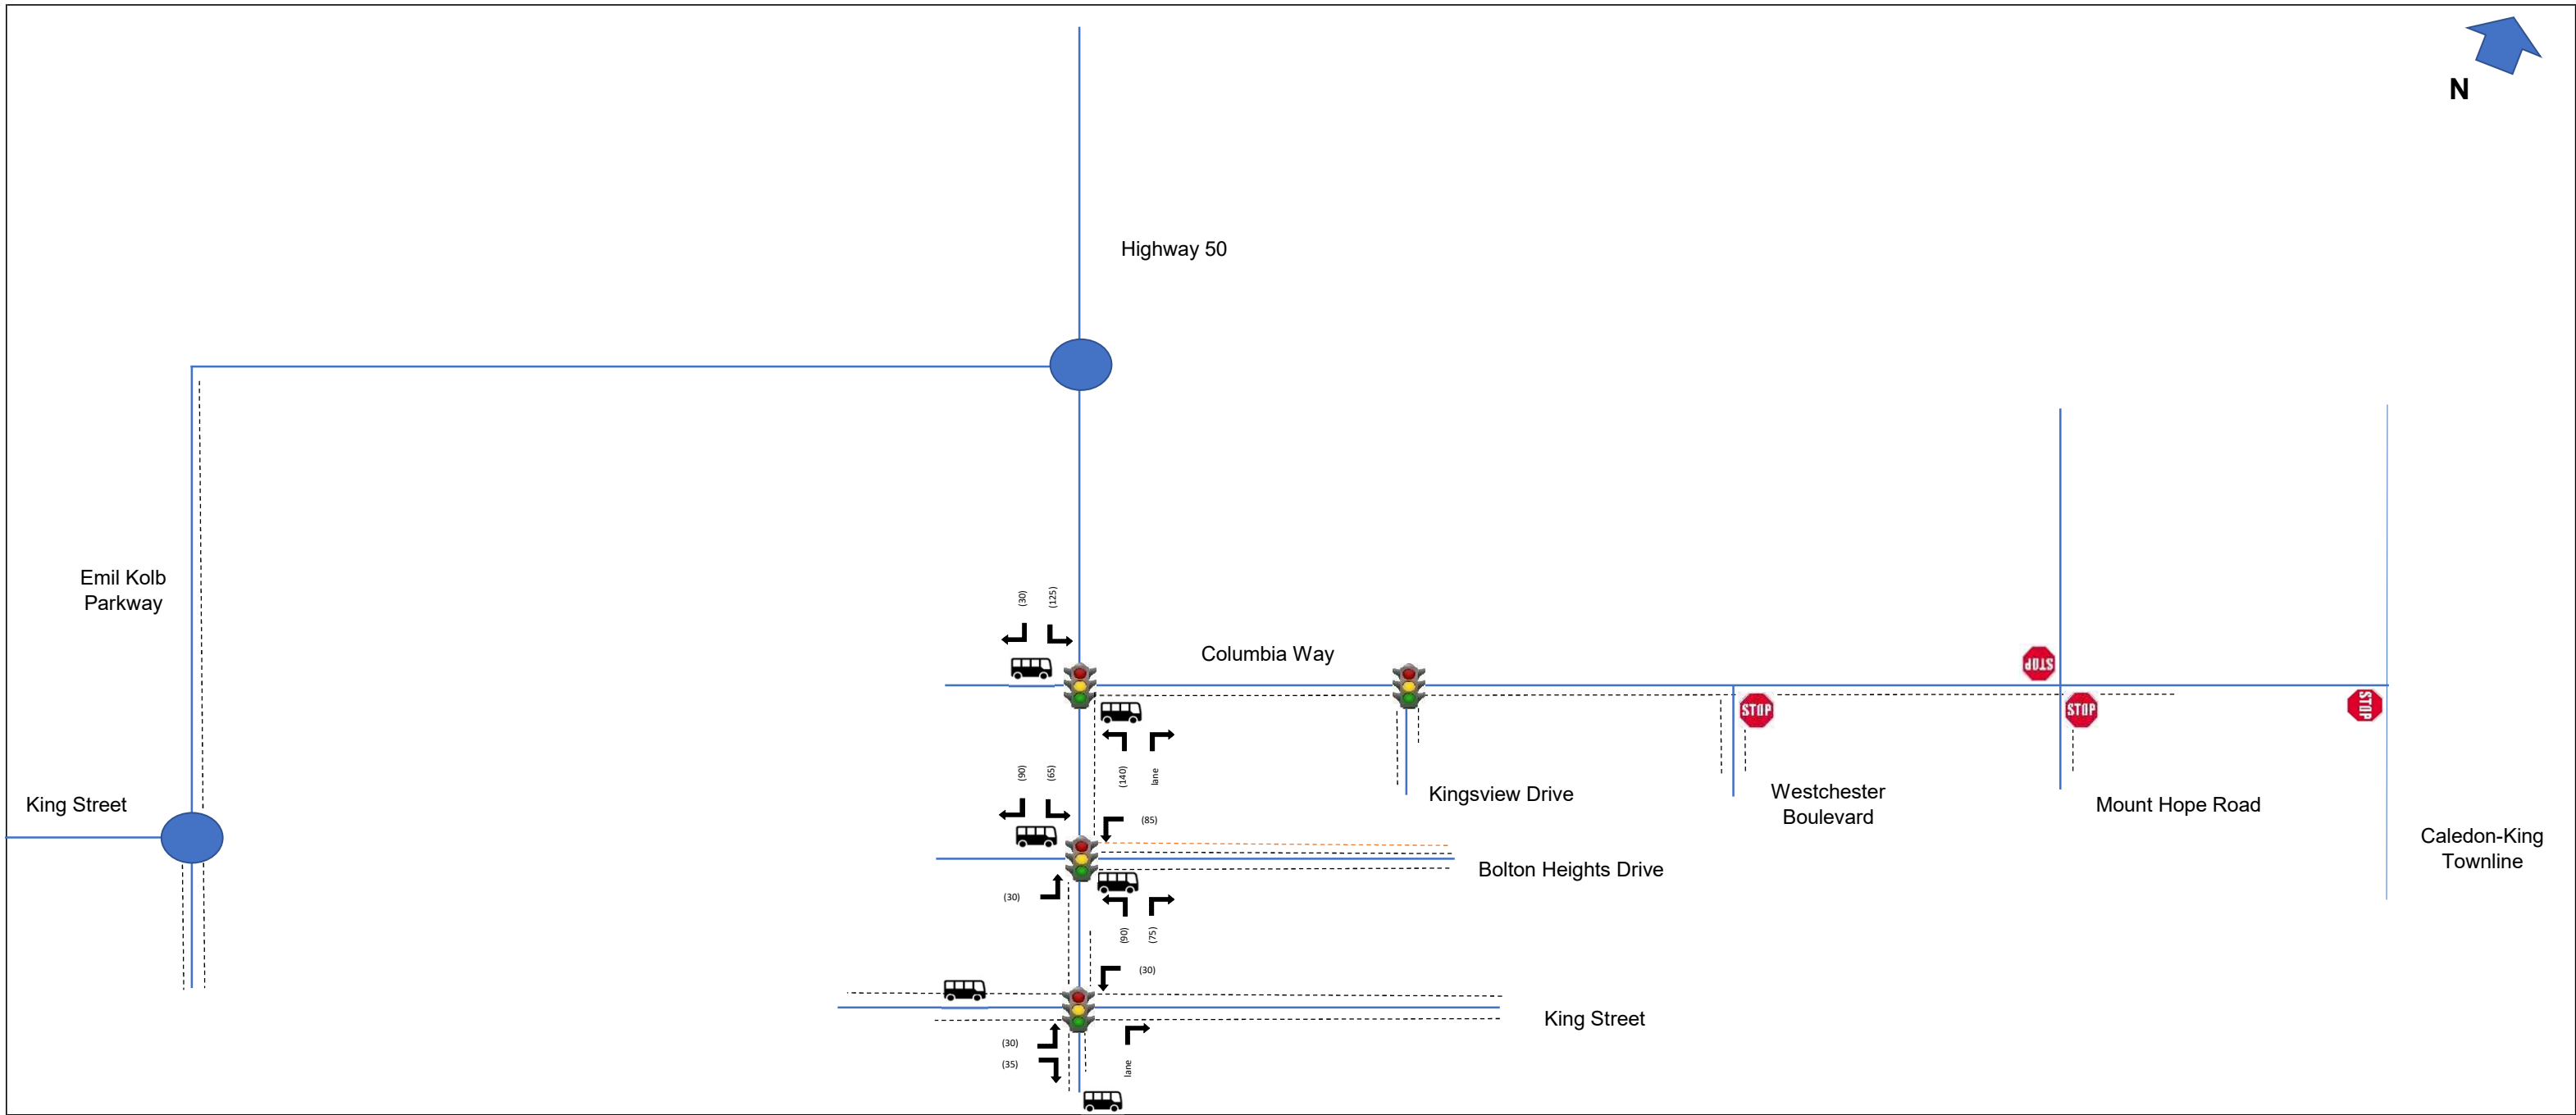 N
Highway 50
Emil Kolb
Parkway
(30)
(125)
Columbia Way
STOP
STOP
STOP
STOP
(140)
lane
(90)
(65)
King Street
Kingsview Drive
Westchester
Boulevard
Mount Hope Road
(85)
Caledon-King
Townline
Bolton Heights Drive
(30)
(90)
(75)
(30)
King Street
(30)
(35)
lane